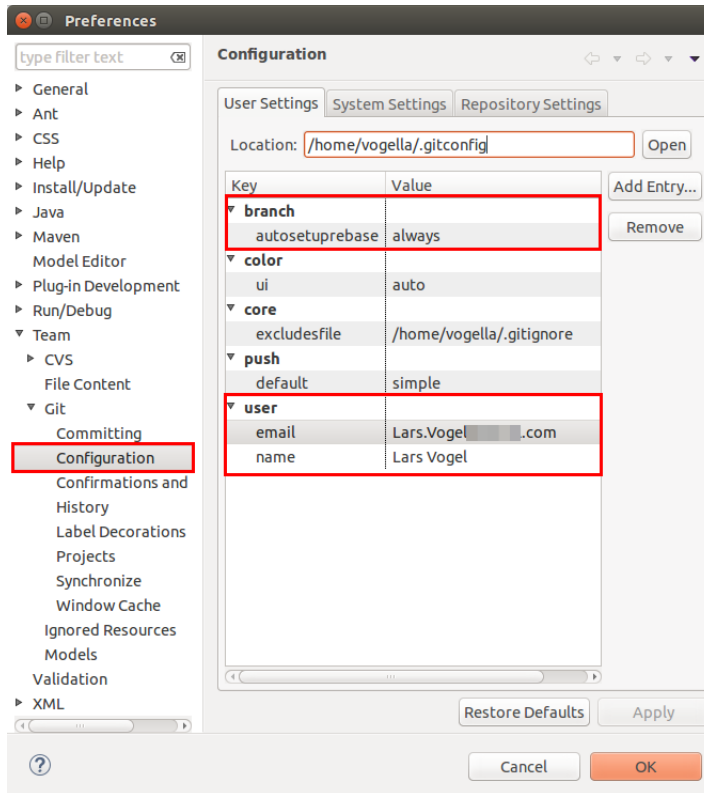 Preferences
type filter text
Configuration
General
Ant
CSS
Help
Install/Update
Java
Maven
Model Editor
Plug-in Development
Run/Debug
Team
CVS
File Content
Git
Committing
Configuration
Confirmations and
History
Label Decorations
Projects
Synchronize
Window Cache
Ignored Resources
Models
Validation
XML
User Settings System Settings Repository Settings
Location: /home/vogella/.gitconfig Open
Key Value Add Entry...
branch
autosetuprebase always Remove
color
ui auto
core
excludesfile /home/vogella/.gitignore
push
default simple
user
email Lars.Vogel .com
name Lars Vogel
Restore Defaults Apply
? Cancel OK